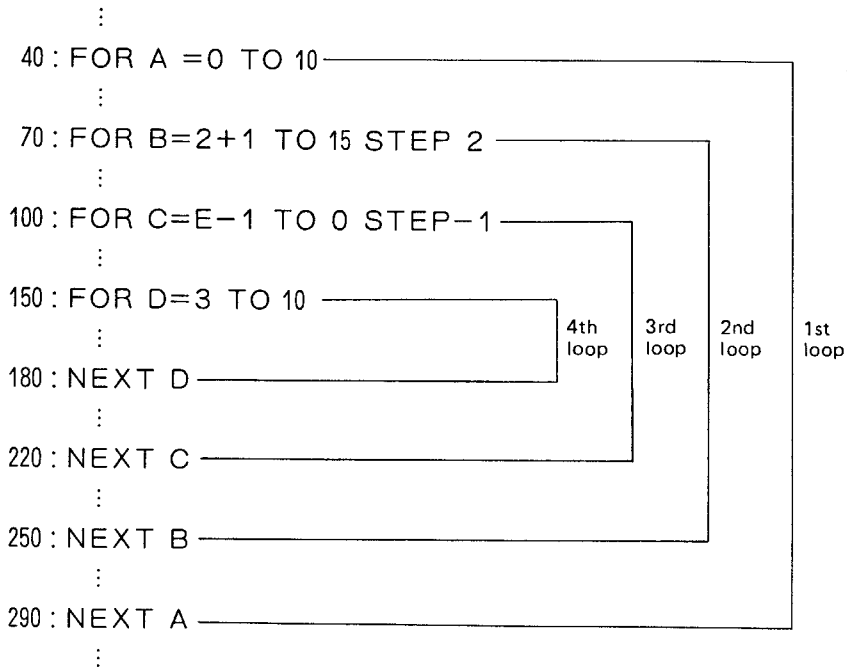 ⋮
40 : FOR A =0 TO 10
⋮
70 : FOR B=2+1 TO 15 STEP 2
⋮
100 : FOR C=E−1 TO 0 STEP−1
⋮
150 : FOR D=3 TO 10
⋮
4th loop
3rd loop
2nd loop
1st loop
180 : NEXT D
⋮
220 : NEXT C
⋮
250 : NEXT B
⋮
290 : NEXT A
⋮